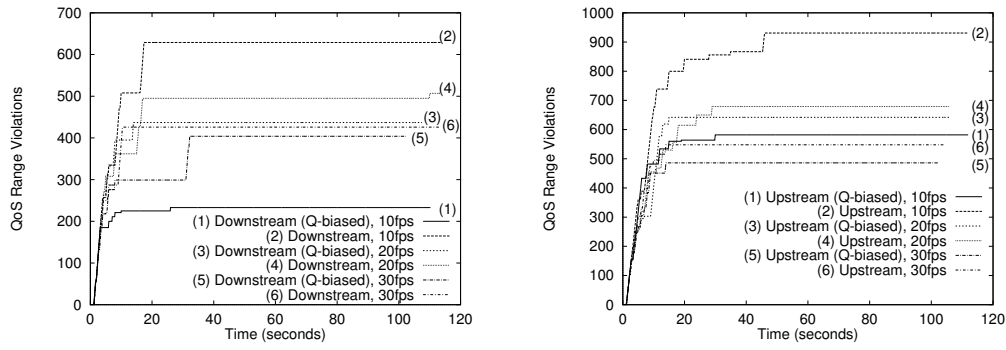 700
600
500
400
300
200
100
0
QoS Range Violations
(2)
(4)
(3)
(6)
(5)
(1)
(1) Downstream (Q-biased), 10fps
(2) Downstream, 10fps
(3) Downstream (Q-biased), 20fps
(4) Downstream, 20fps
(5) Downstream (Q-biased), 30fps
(6) Downstream, 30fps
0 20 40 60 80 100 120
Time (seconds)
1000
900
800
700
600
500
400
300
200
100
0
QoS Range Violations
(2)
(4)
(3)
(1)
(6)
(5)
(1) Upstream (Q-biased), 10fps
(2) Upstream, 10fps
(3) Upstream (Q-biased), 20fps
(4) Upstream, 20fps
(5) Upstream (Q-biased), 30fps
(6) Upstream, 30fps
0 20 40 60 80 100 120
Time (seconds)